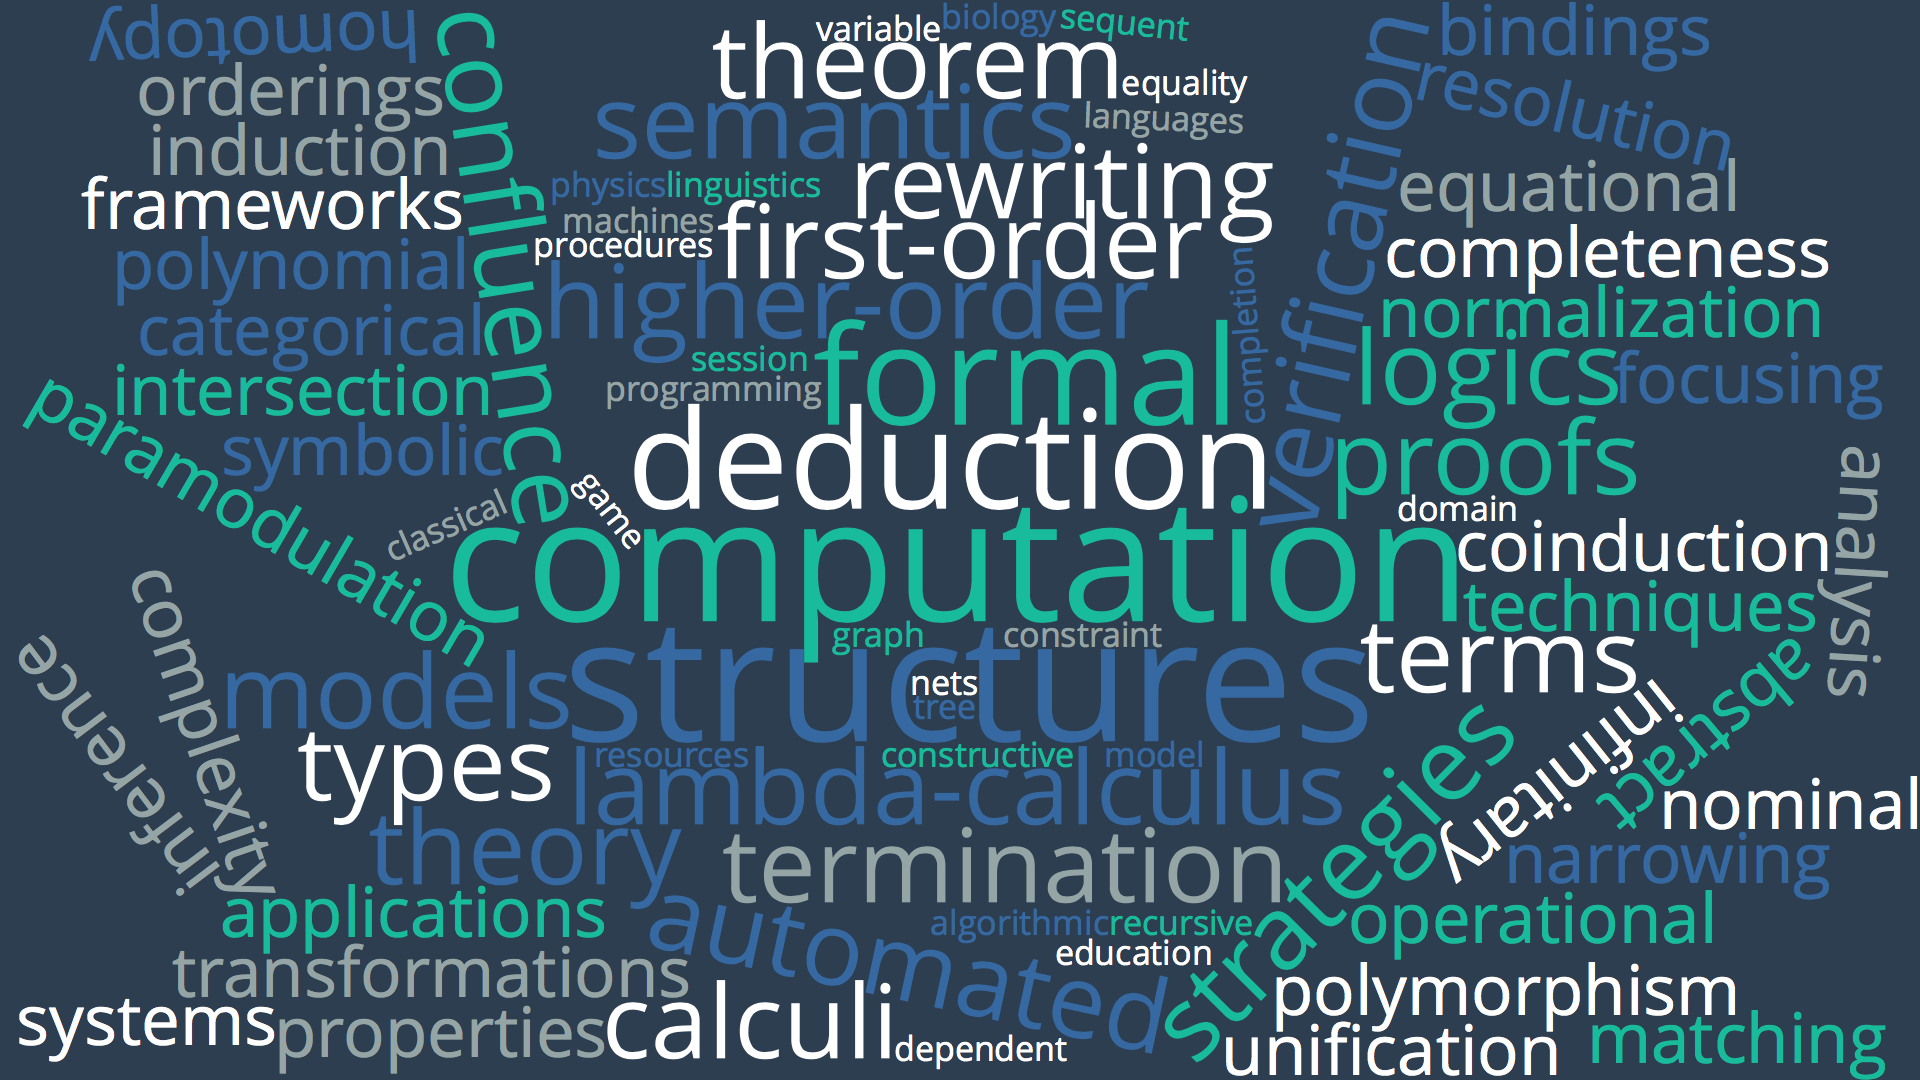 homotopy
variable
biology
sequent
bindings
orderings
confluence
theorem
equality
verification
resolution
induction
semantics
languages
frameworks
physics
linguistics
rewriting
equational
machines
procedures
first-order
completeness
polynomial
higher-order
completion
normalization
categorical
session
formal
logics
focusing
intersection
programming
paramodulation
symbolic
deduction
proofs
analysis
classical
game
domain
computation
coinduction
techniques
complexity
graph
constraint
terms
abstract
inference
models
structures
nets
tree
infinitary
types
resources
constructive
model
lambda-calculus
strategies
nominal
theory
termination
narrowing
applications
automated
algorithmic
recursive
operational
education
transformations
polymorphism
systems
properties
calculi
dependent
unification
matching